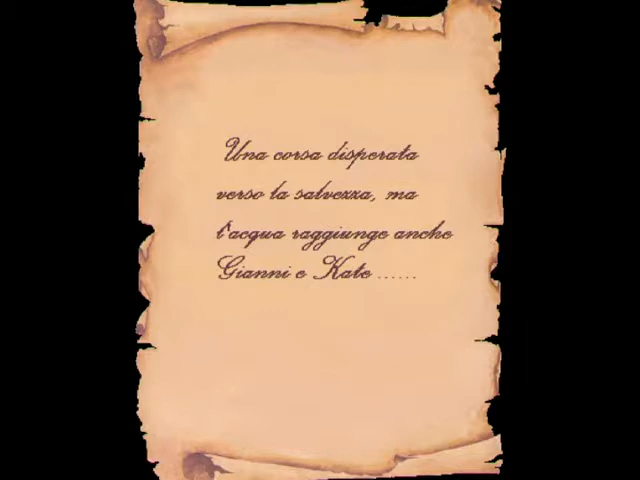 Una corsa disperata
verso la salvezza, ma
l'acqua raggiunge anche
Gianni e Kate ......